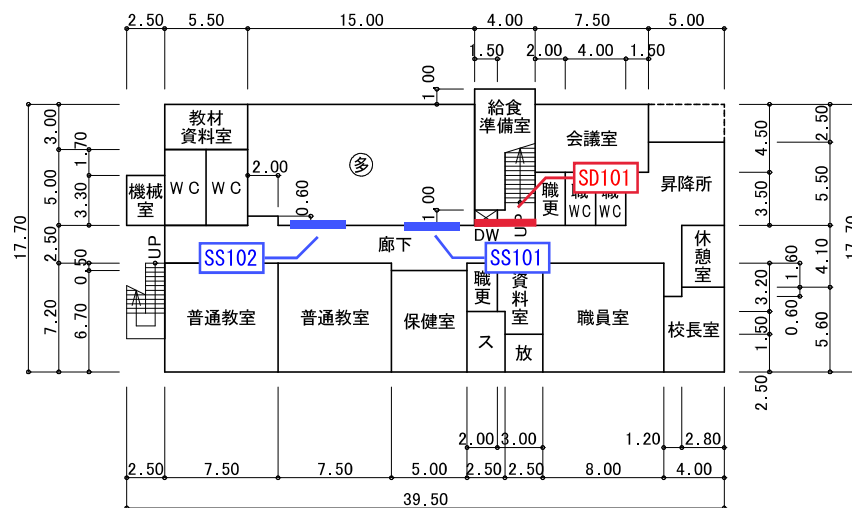 2.50 5.50 15.00 4.00 7.50 5.00
1.50 2.00 4.00 1.50
1.00
3.00
1.70
5.00
3.30
2.50
0.50
7.20
6.70
17.70
教材
資料室
給食
準備室
会議室
多
2.00
0.60
1.00
機械
室
WC
WC
SD101
職
更
職
WC
職
WC
昇降所
DW
UP
UP
廊下
SS102
SS101
休
憩
室
普通教室
普通教室
保健室
職
更
資
料
室
職員室
校長室
ス
放
4.50
3.50
3.20
1.50
2.50
1.60
0.60
2.50
5.50
4.10
5.60
17.70
2.00 3.00 1.20 2.80
2.50 7.50 7.50 5.00 2.50 2.50 8.00 4.00
39.50